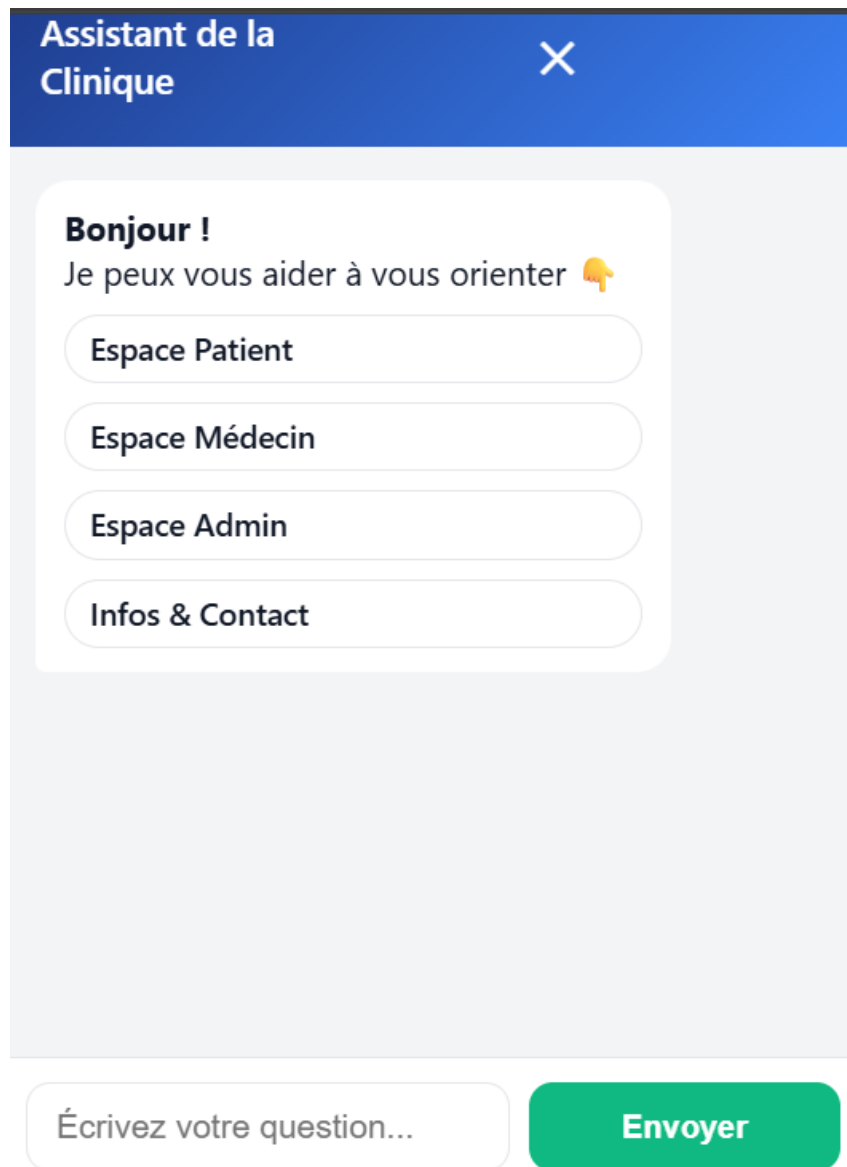 Assistant de la
Clinique
Bonjour !
Je peux vous aider à vous orienter 👇
Espace Patient
Espace Médecin
Espace Admin
Infos & Contact
Écrivez votre question...
Envoyer